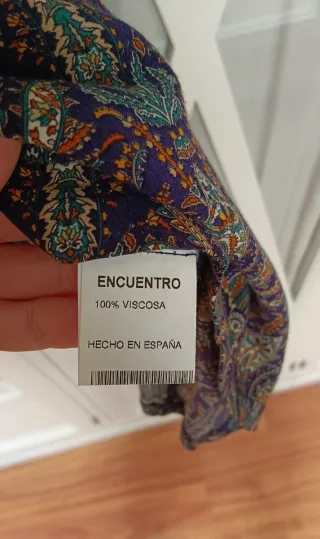 ENCUENTRO
100% VISCOSA
HECHO EN ESPAÑA